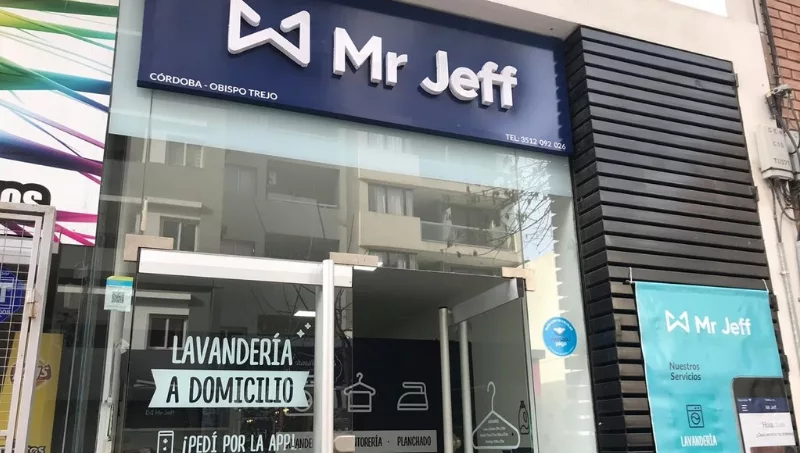 Mr Jeff
CÓRDOBA - OBISPO TREJO
TEL: 3512 092 026
LAVANDERÍA
A DOMICILIO
¡PEDÍ POR LA APP!
PLANCHADO
Mr Jeff
Nuestros
Servicios
LAVANDERÍA